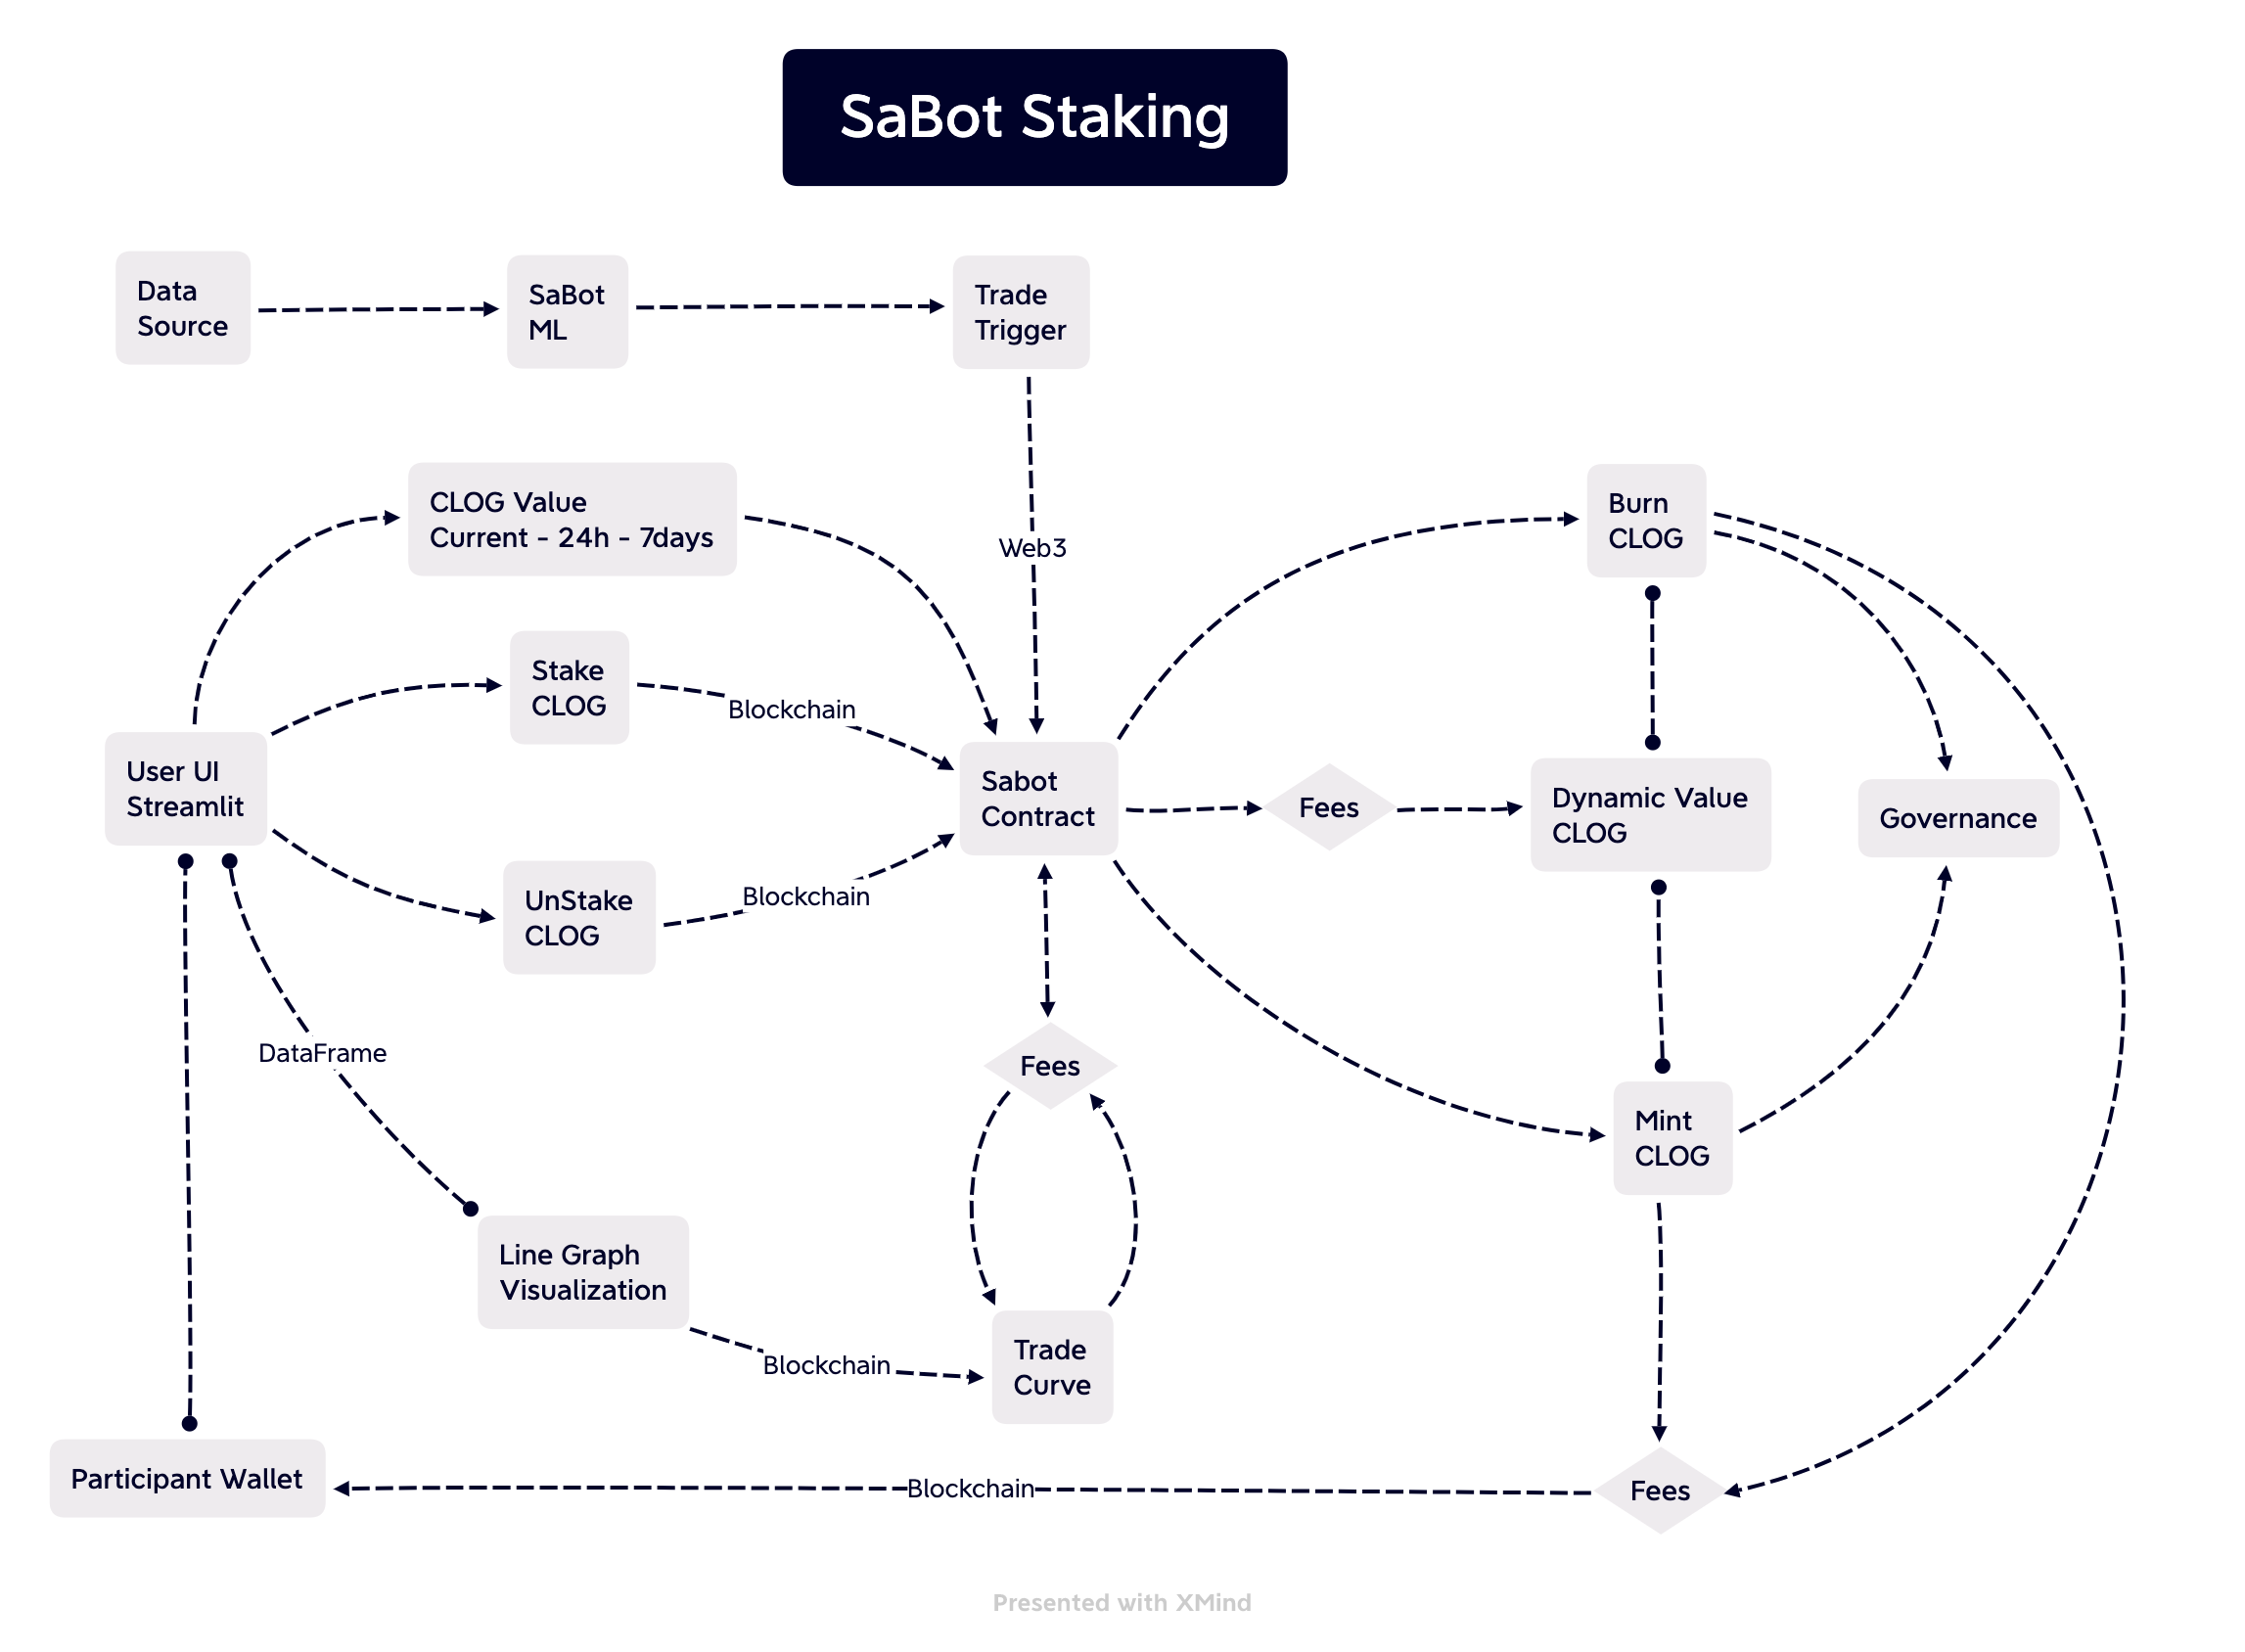 SaBot Staking
Data
Source
SaBot
ML
Trade
Trigger
CLOG Value
Current - 24h - 7days
Web3
Burn
CLOG
Stake
CLOG
Blockchain
User UI
Streamlit
Sabot
Contract
Fees
Dynamic Value
CLOG
Governance
UnStake
CLOG
Blockchain
DataFrame
Fees
Mint
CLOG
Line Graph
Visualization
Blockchain
Trade
Curve
Participant Wallet
Blockchain
Fees
Presented with XMind